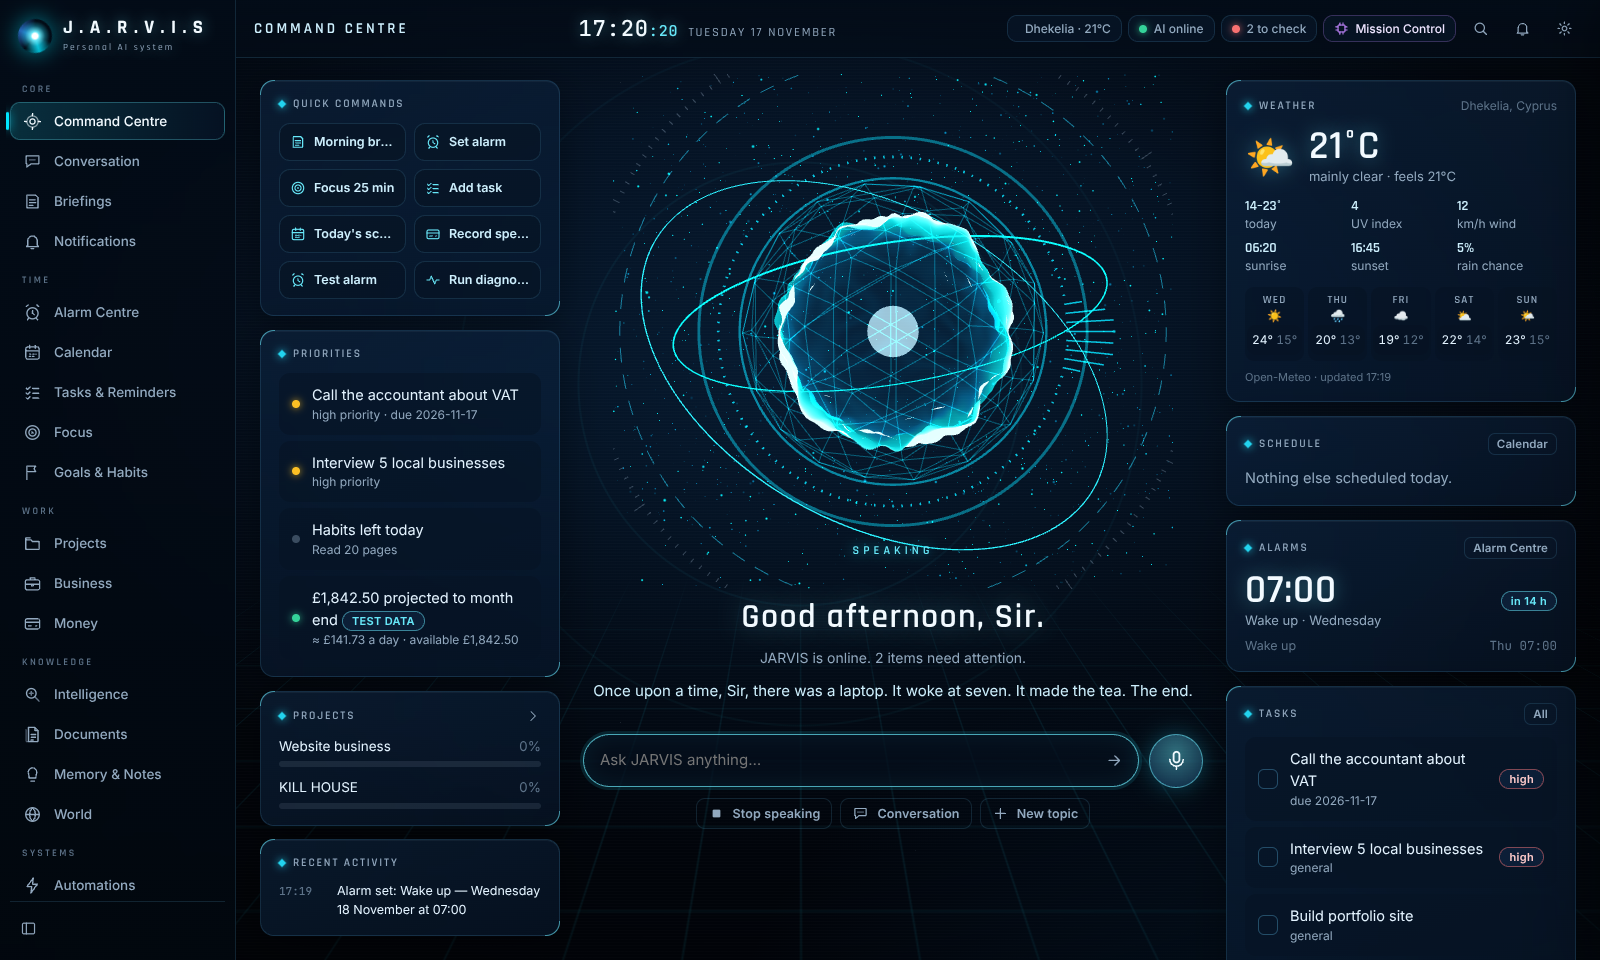 J.A.R.V.I.S
Personal AI system
CORE
Command Centre
Conversation
Briefings
Notifications
TIME
Alarm Centre
Calendar
Tasks & Reminders
Focus
Goals & Habits
WORK
Projects
Business
Money
KNOWLEDGE
Intelligence
Documents
Memory & Notes
World
SYSTEMS
Automations
COMMAND CENTRE
17:20:20 TUESDAY 17 NOVEMBER
Dhekelia · 21°C
AI online
2 to check
Mission Control
QUICK COMMANDS
Morning br...
Set alarm
Focus 25 min
Add task
Today's sc...
Record spe...
Test alarm
Run diagno...
PRIORITIES
Call the accountant about VAT
high priority · due 2026-11-17
Interview 5 local businesses
high priority
Habits left today
Read 20 pages
£1,842.50 projected to month
end TEST DATA
≈ £141.73 a day · available £1,842.50
PROJECTS
Website business 0%
KILL HOUSE 0%
RECENT ACTIVITY
17:19 Alarm set: Wake up — Wednesday
18 November at 07:00
SPEAKING
Good afternoon, Sir.
JARVIS is online. 2 items need attention.
Once upon a time, Sir, there was a laptop. It woke at seven. It made the tea. The end.
Ask JARVIS anything...
Stop speaking
Conversation
New topic
WEATHER Dhekelia, Cyprus
21°C
mainly clear · feels 21°C
14-23° 4 12
today UV index km/h wind
06:20 16:45 5%
sunrise sunset rain chance
WED THU FRI SAT SUN
24° 15° 20° 13° 19° 12° 22° 14° 23° 15°
Open-Meteo · updated 17:19
SCHEDULE Calendar
Nothing else scheduled today.
ALARMS Alarm Centre
07:00
in 14 h
Wake up · Wednesday
Wake up Thu 07:00
TASKS All
Call the accountant about
VAT
high
due 2026-11-17
Interview 5 local businesses
high
general
Build portfolio site
general